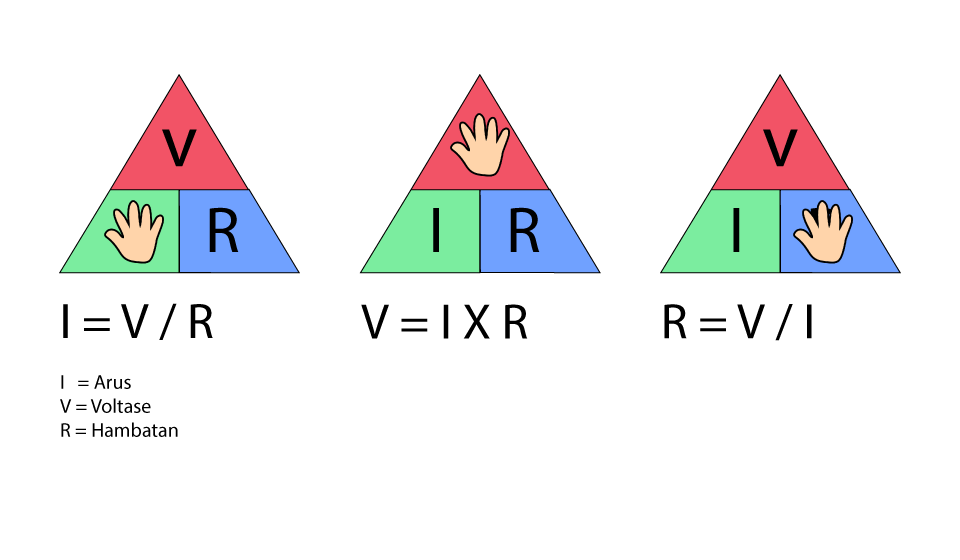 V
R
I = V / R
I R
V = I X R
V
I
R = V / I
I = Arus
V = Voltase
R = Hambatan